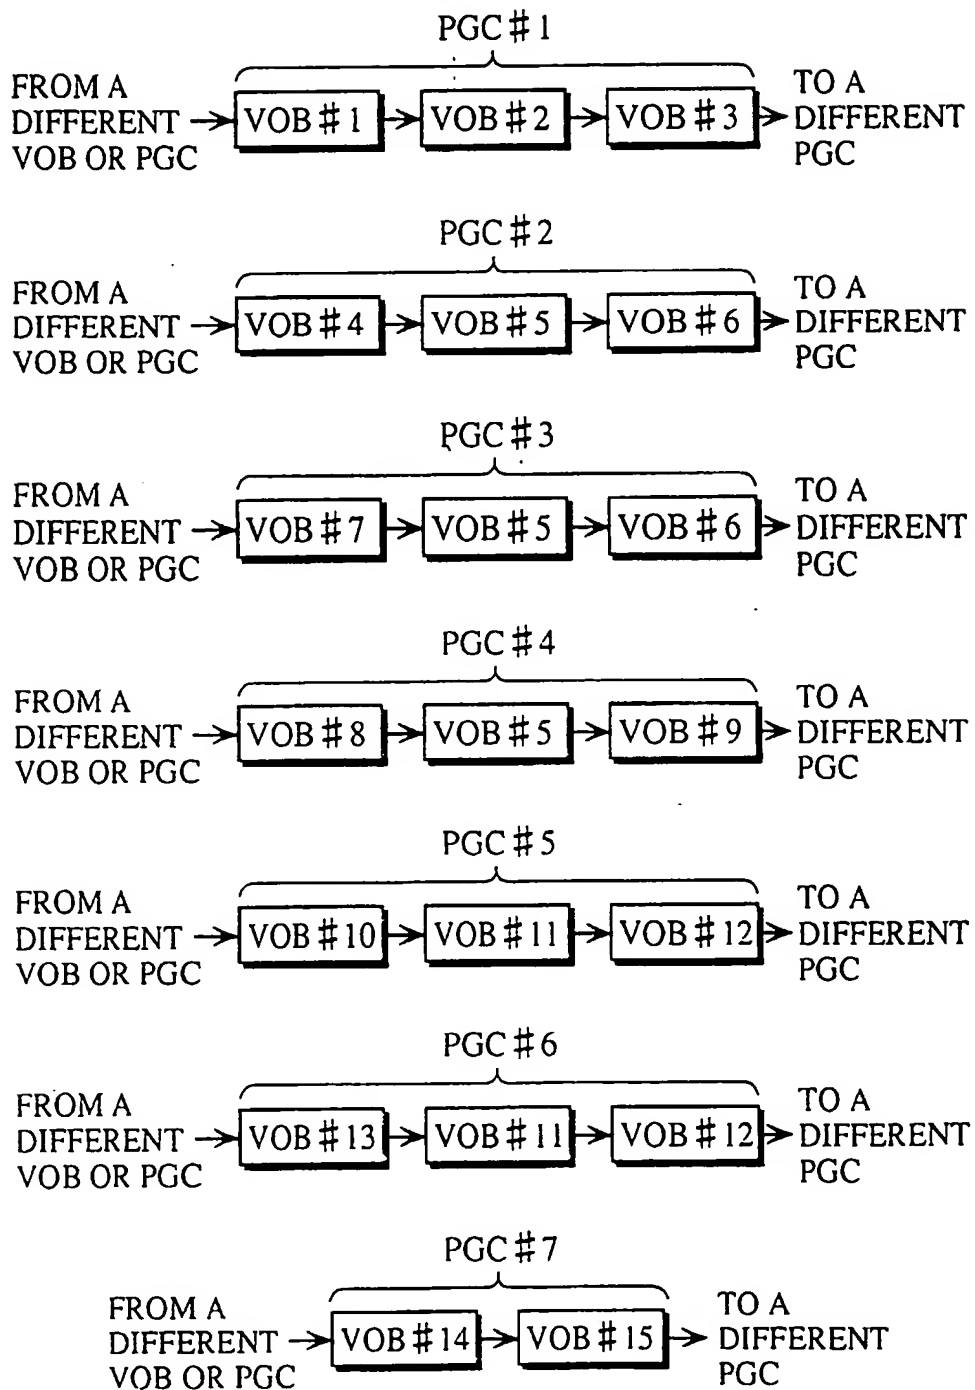 PGC#1
FROM A
DIFFERENT
VOB OR PGC
VOB#1
VOB#2
VOB#3
TO A
DIFFERENT
PGC
PGC#2
FROM A
DIFFERENT
VOB OR PGC
VOB#4
VOB#5
VOB#6
TO A
DIFFERENT
PGC
PGC#3
FROM A
DIFFERENT
VOB OR PGC
VOB#7
VOB#5
VOB#6
TO A
DIFFERENT
PGC
PGC#4
FROM A
DIFFERENT
VOB OR PGC
VOB#8
VOB#5
VOB#9
TO A
DIFFERENT
PGC
PGC#5
FROM A
DIFFERENT
VOB OR PGC
VOB#10
VOB#11
VOB#12
TO A
DIFFERENT
PGC
PGC#6
FROM A
DIFFERENT
VOB OR PGC
VOB#13
VOB#11
VOB#12
TO A
DIFFERENT
PGC
PGC#7
FROM A
DIFFERENT
VOB OR PGC
VOB#14
VOB#15
TO A
DIFFERENT
PGC